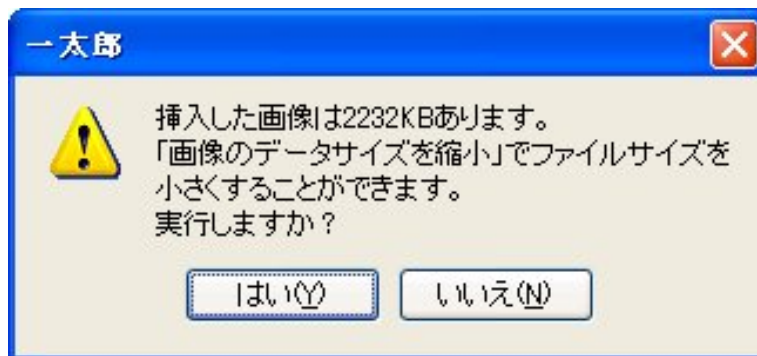 一太郎
挿入した画像は2232KBあります。
「画像のデータサイズを縮小」でファイルサイズを
小さくすることができます。
実行しますか？
はい(Y)
いいえ(N)